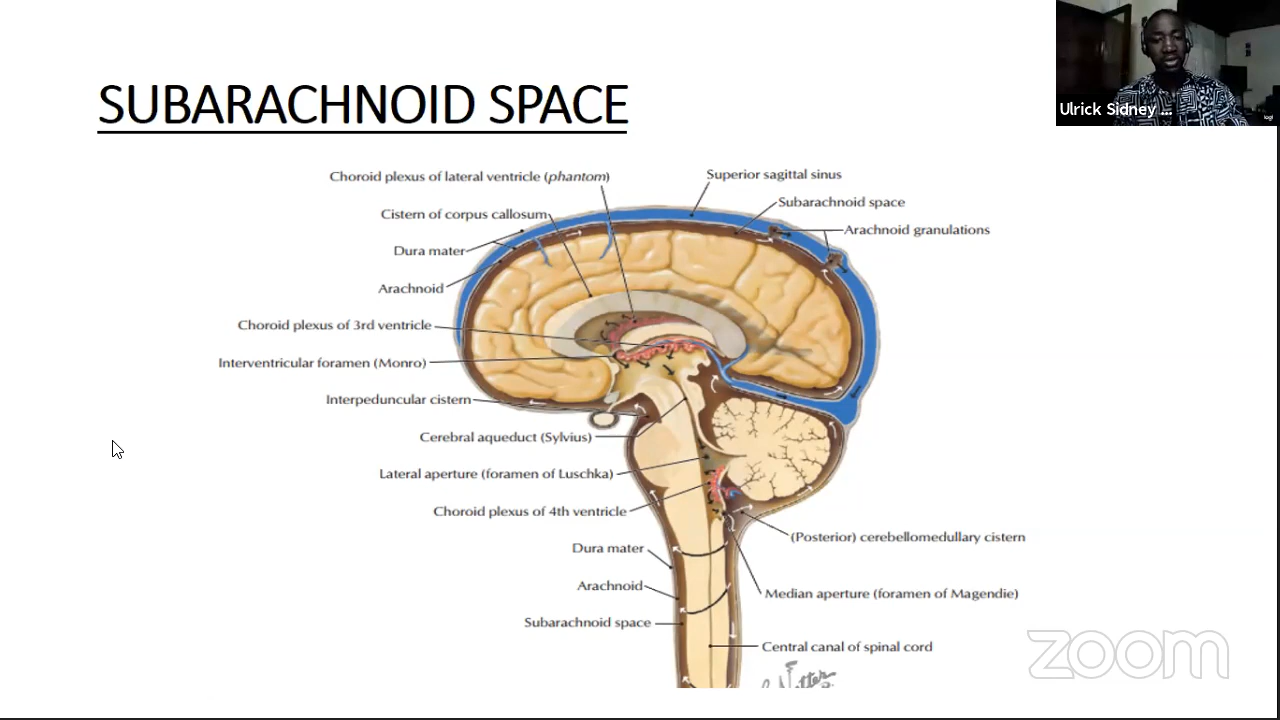 SUBARACHNOID SPACE
Ulrick Sidney ...
Choroid plexus of lateral ventricle (phantom)
Superior sagittal sinus
Subarachnoid space
Cistern of corpus callosum
Arachnoid granulations
Dura mater
Arachnoid
Choroid plexus of 3rd ventricle
Interventricular foramen (Monro)
Interpeduncular cistern
Cerebral aqueduct (Sylvius)
Lateral aperture (foramen of Luschka)
Choroid plexus of 4th ventricle
(Posterior) cerebellomedullary cistern
Dura mater
Arachnoid
Median aperture (foramen of Magendie)
Subarachnoid space
Central canal of spinal cord
zoom